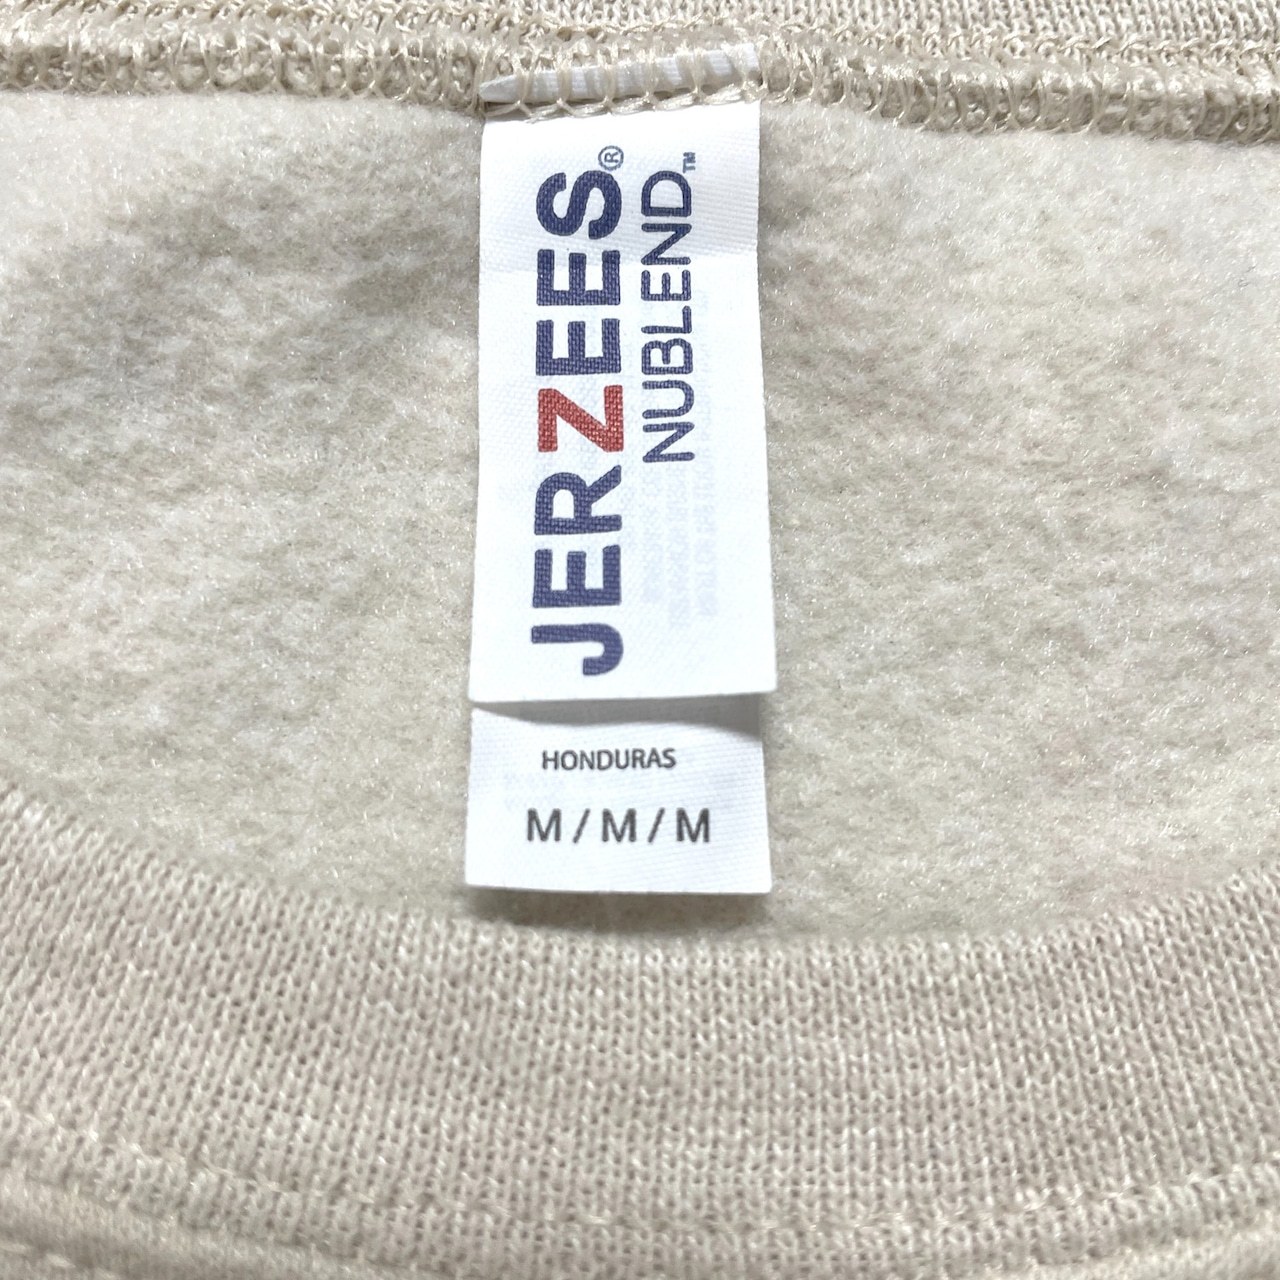 JERZEES®
NUBLEND™
HONDURAS
M / M / M